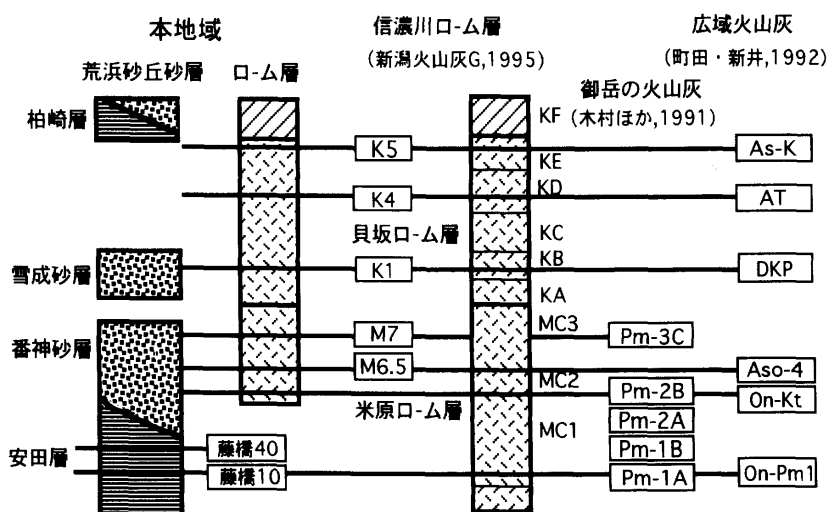 本地域
信濃川ローム層
(新潟火山灰G,1995)
広域火山灰
(町田・新井,1992)
荒浜砂丘砂層
ローム層
御岳の火山灰
(木村ほか,1991)
柏崎層
KF
K5
As-K
KE
K4
KD
AT
貝坂ローム層
KC
雪成砂層
K1
KB
DKP
KA
番神砂層
M7
MC3
Pm-3C
M6.5
Aso-4
MC2
Pm-2B
On-Kt
米原ローム層
Pm-2A
MC1
安田層
藤橋40
Pm-1B
藤橋10
Pm-1A
On-Pm1